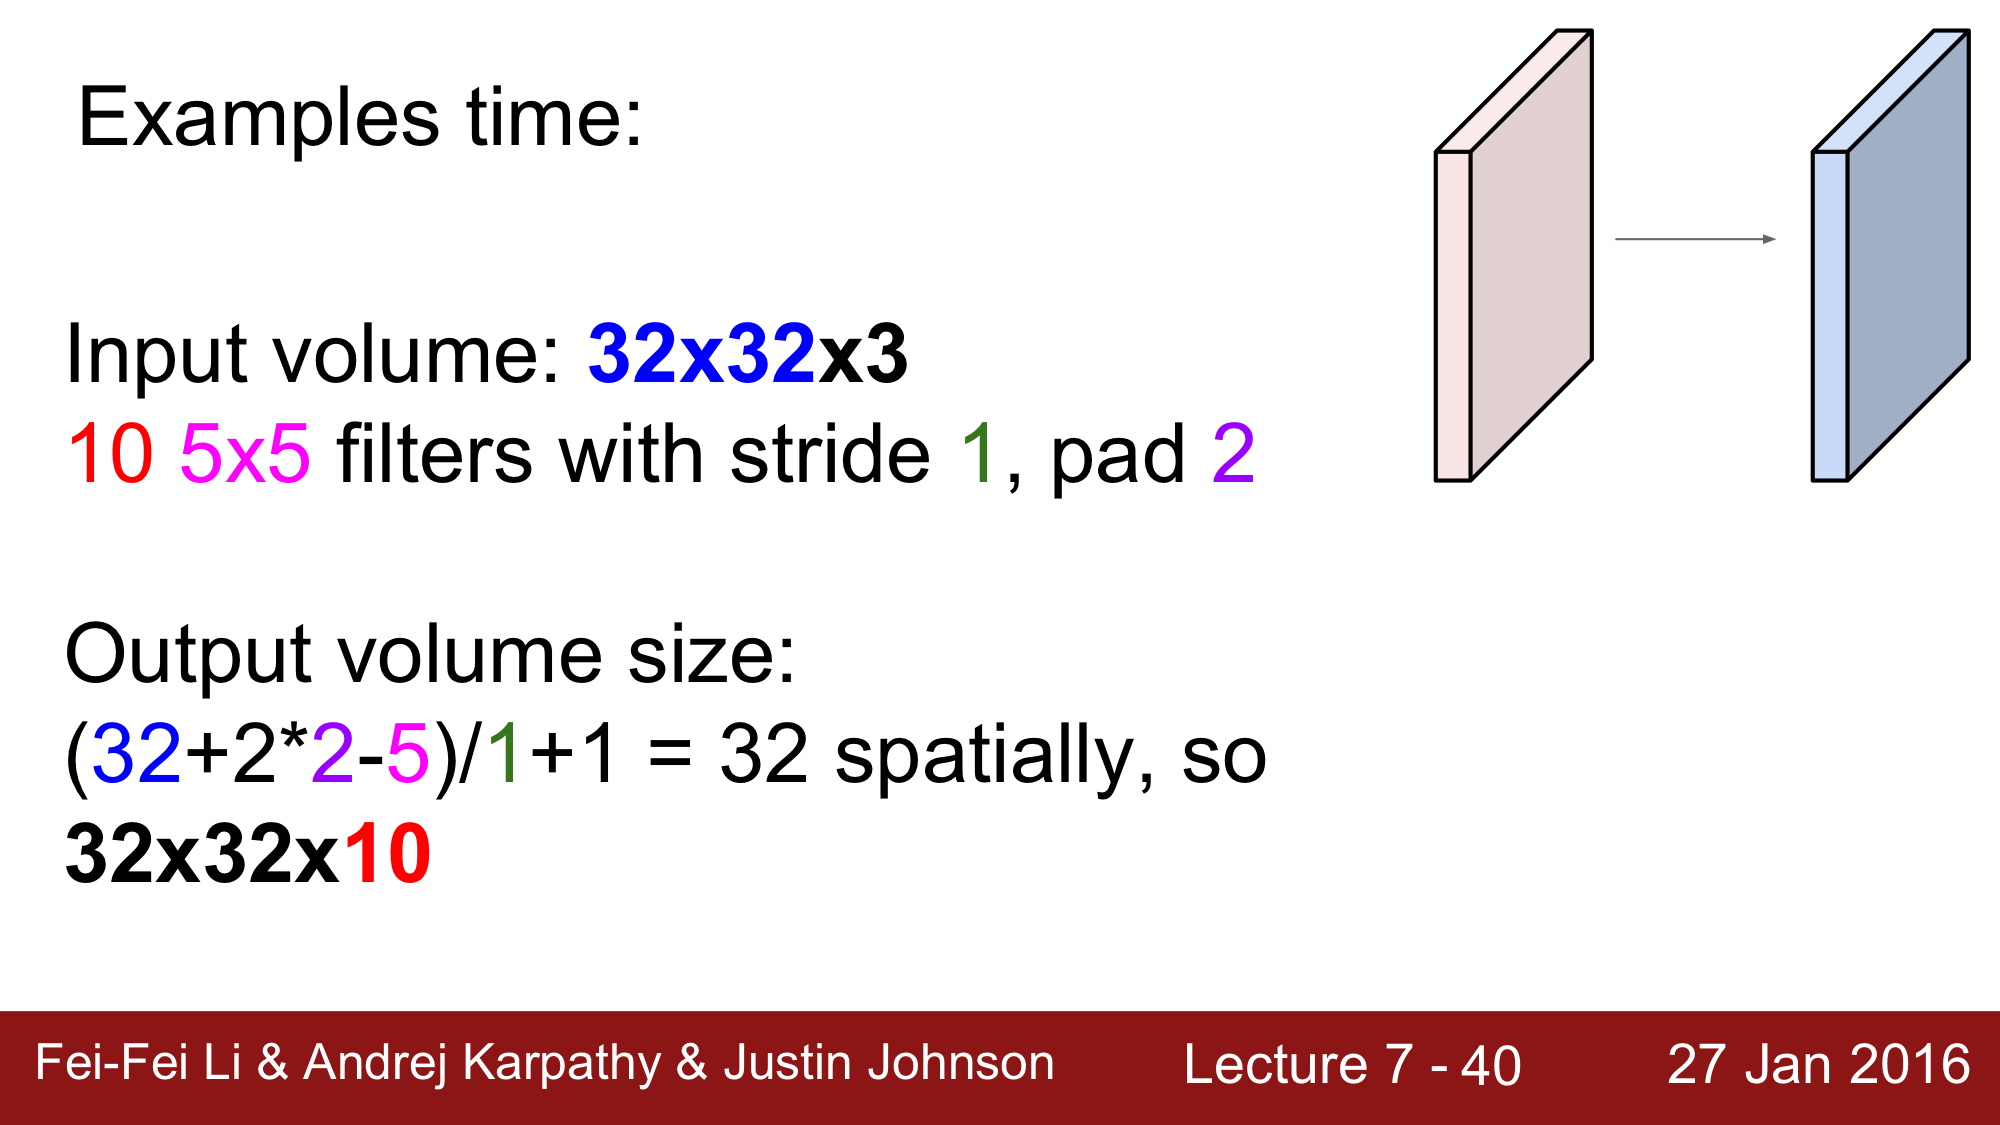 Examples time:
Input volume: 32x32x3
10 5x5 filters with stride 1, pad 2
Output volume size:
(32+2*2-5)/1+1 = 32 spatially, so
32x32x10
Fei-Fei Li & Andrej Karpathy & Justin Johnson
Lecture 7 - 40
27 Jan 2016